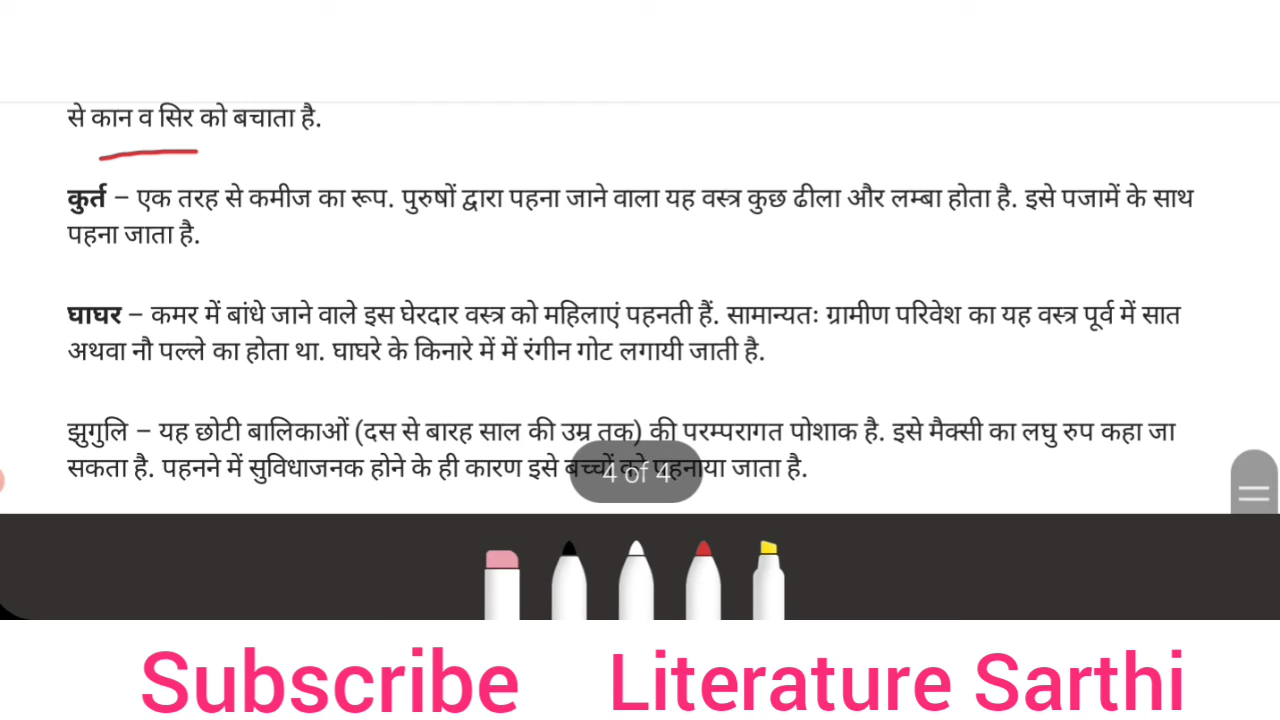 से कान व सिर को बचाता है.
कुर्त – एक तरह से कमीज का रूप. पुरुषों द्वारा पहना जाने वाला यह वस्त्र कुछ ढीला और लम्बा होता है. इसे पजामें के साथ
पहना जाता है.
घाघर – कमर में बांधे जाने वाले इस घेरदार वस्त्र को महिलाएं पहनती हैं. सामान्यतः ग्रामीण परिवेश का यह वस्त्र पूर्व में सात
अथवा नौ पल्ले का होता था. घाघरे के किनारे में में रंगीन गोट लगायी जाती है.
झुगुलि – यह छोटी बालिकाओं (दस से बारह साल की उम्र तक) की परम्परागत पोशाक है. इसे मैक्सी का लघु रुप कहा जा
सकता है. पहनने में सुविधाजनक होने के ही कारण इसे बच्चों को पहनाया जाता है.
4 of 4
Subscribe Literature Sarthi